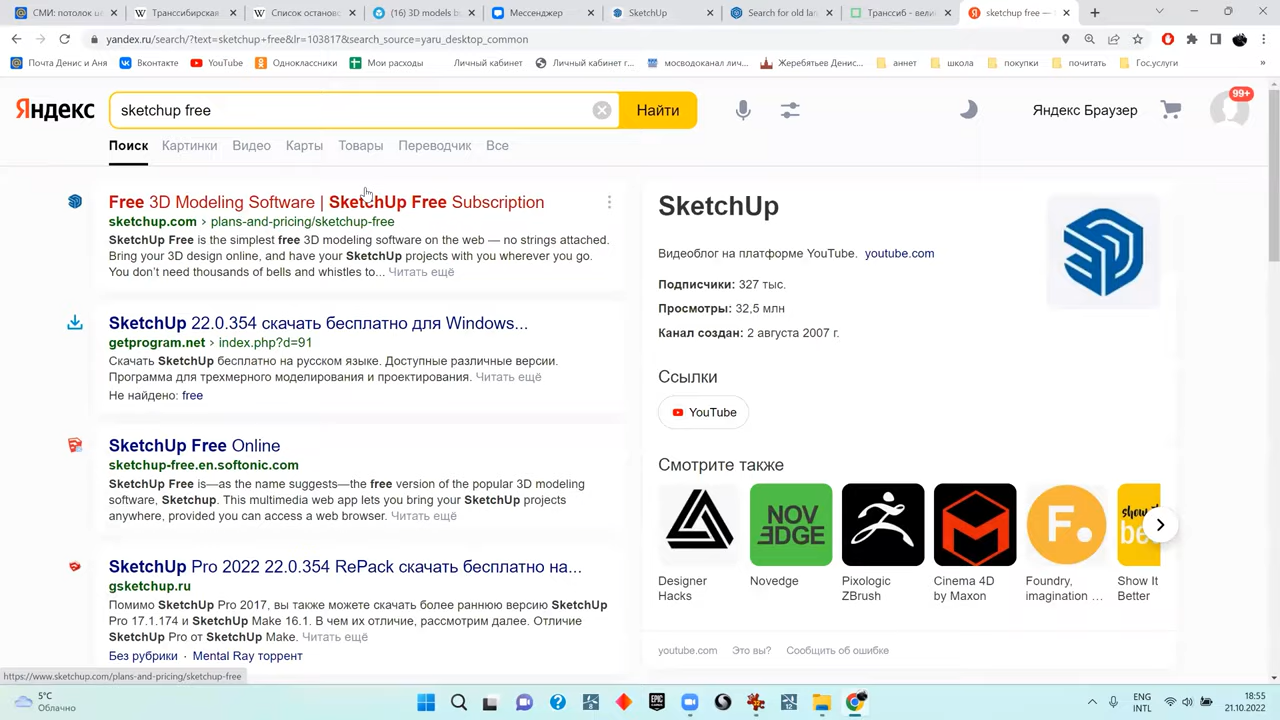 СМИ: потол
Транссибирская
Список останов
(16) 3D models b
Мессенджер
SketchUp
Search for old lan
Транссиб - вели
sketchup free —
yandex.ru/search/?text=sketchup+free&lr=103817&search_source=yaru_desktop_common
Почта Денис и Аня
Вконтакте
YouTube
Одноклассники
Мои расходы
Личный кабинет
Личный кабинет г...
мосводоканал лич...
Жеребятьев Денис...
аннет
школа
покупки
почитать
Гос.услуги
»
Яндекс
sketchup free
Найти
Яндекс Браузер
99+
Поиск
Картинки
Видео
Карты
Товары
Переводчик
Все
Free 3D Modeling Software | SketchUp Free Subscription
sketchup.com › plans-and-pricing/sketchup-free
SketchUp Free is the simplest free 3D modeling software on the web — no strings attached.
Bring your 3D design online, and have your SketchUp projects with you wherever you go.
You don't need thousands of bells and whistles to... Читать ещё
SketchUp 22.0.354 скачать бесплатно для Windows...
getprogram.net › index.php?d=91
Скачать SketchUp бесплатно на русском языке. Доступные различные версии.
Программа для трехмерного моделирования и проектирования. Читать ещё
Не найдено: free
SketchUp Free Online
sketchup-free.en.softonic.com
SketchUp Free is—as the name suggests—the free version of the popular 3D modeling
software, Sketchup. This multimedia web app lets you bring your SketchUp projects
anywhere, provided you can access a web browser. Читать ещё
SketchUp Pro 2022 22.0.354 RePack скачать бесплатно на...
gsketchup.ru
Помимо SketchUp Pro 2017, вы также можете скачать более раннюю версию SketchUp
Pro 17.1.174 и SketchUp Make 16.1. В чем их отличие, рассмотрим далее. Отличие
SketchUp Pro от SketchUp Make. Читать ещё
Без рубрики · Mental Ray торрент
SketchUp
Видеоблог на платформе YouTube. youtube.com
Подписчики: 327 тыс.
Просмотры: 32,5 млн
Канал создан: 2 августа 2007 г.
Ссылки
YouTube
Смотрите также
NOV
EDGE
F.
show it
be
Designer
Hacks
Novedge
Pixologic
ZBrush
Cinema 4D
by Maxon
Foundry,
imagination ...
Show It
Better
youtube.com
Это вы?
Сообщить об ошибке
https://www.sketchup.com/plans-and-pricing/sketchup-free
5°C
Облачно
EPIC
ENG
INTL
18:55
21.10.2022